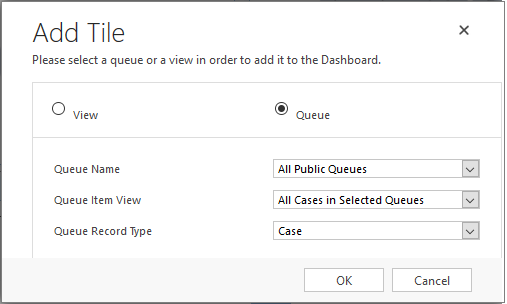 Add Tile
Please select a queue or a view in order to add it to the Dashboard.
View Queue
Queue Name All Public Queues
Queue Item View All Cases in Selected Queues
Queue Record Type Case
OK Cancel